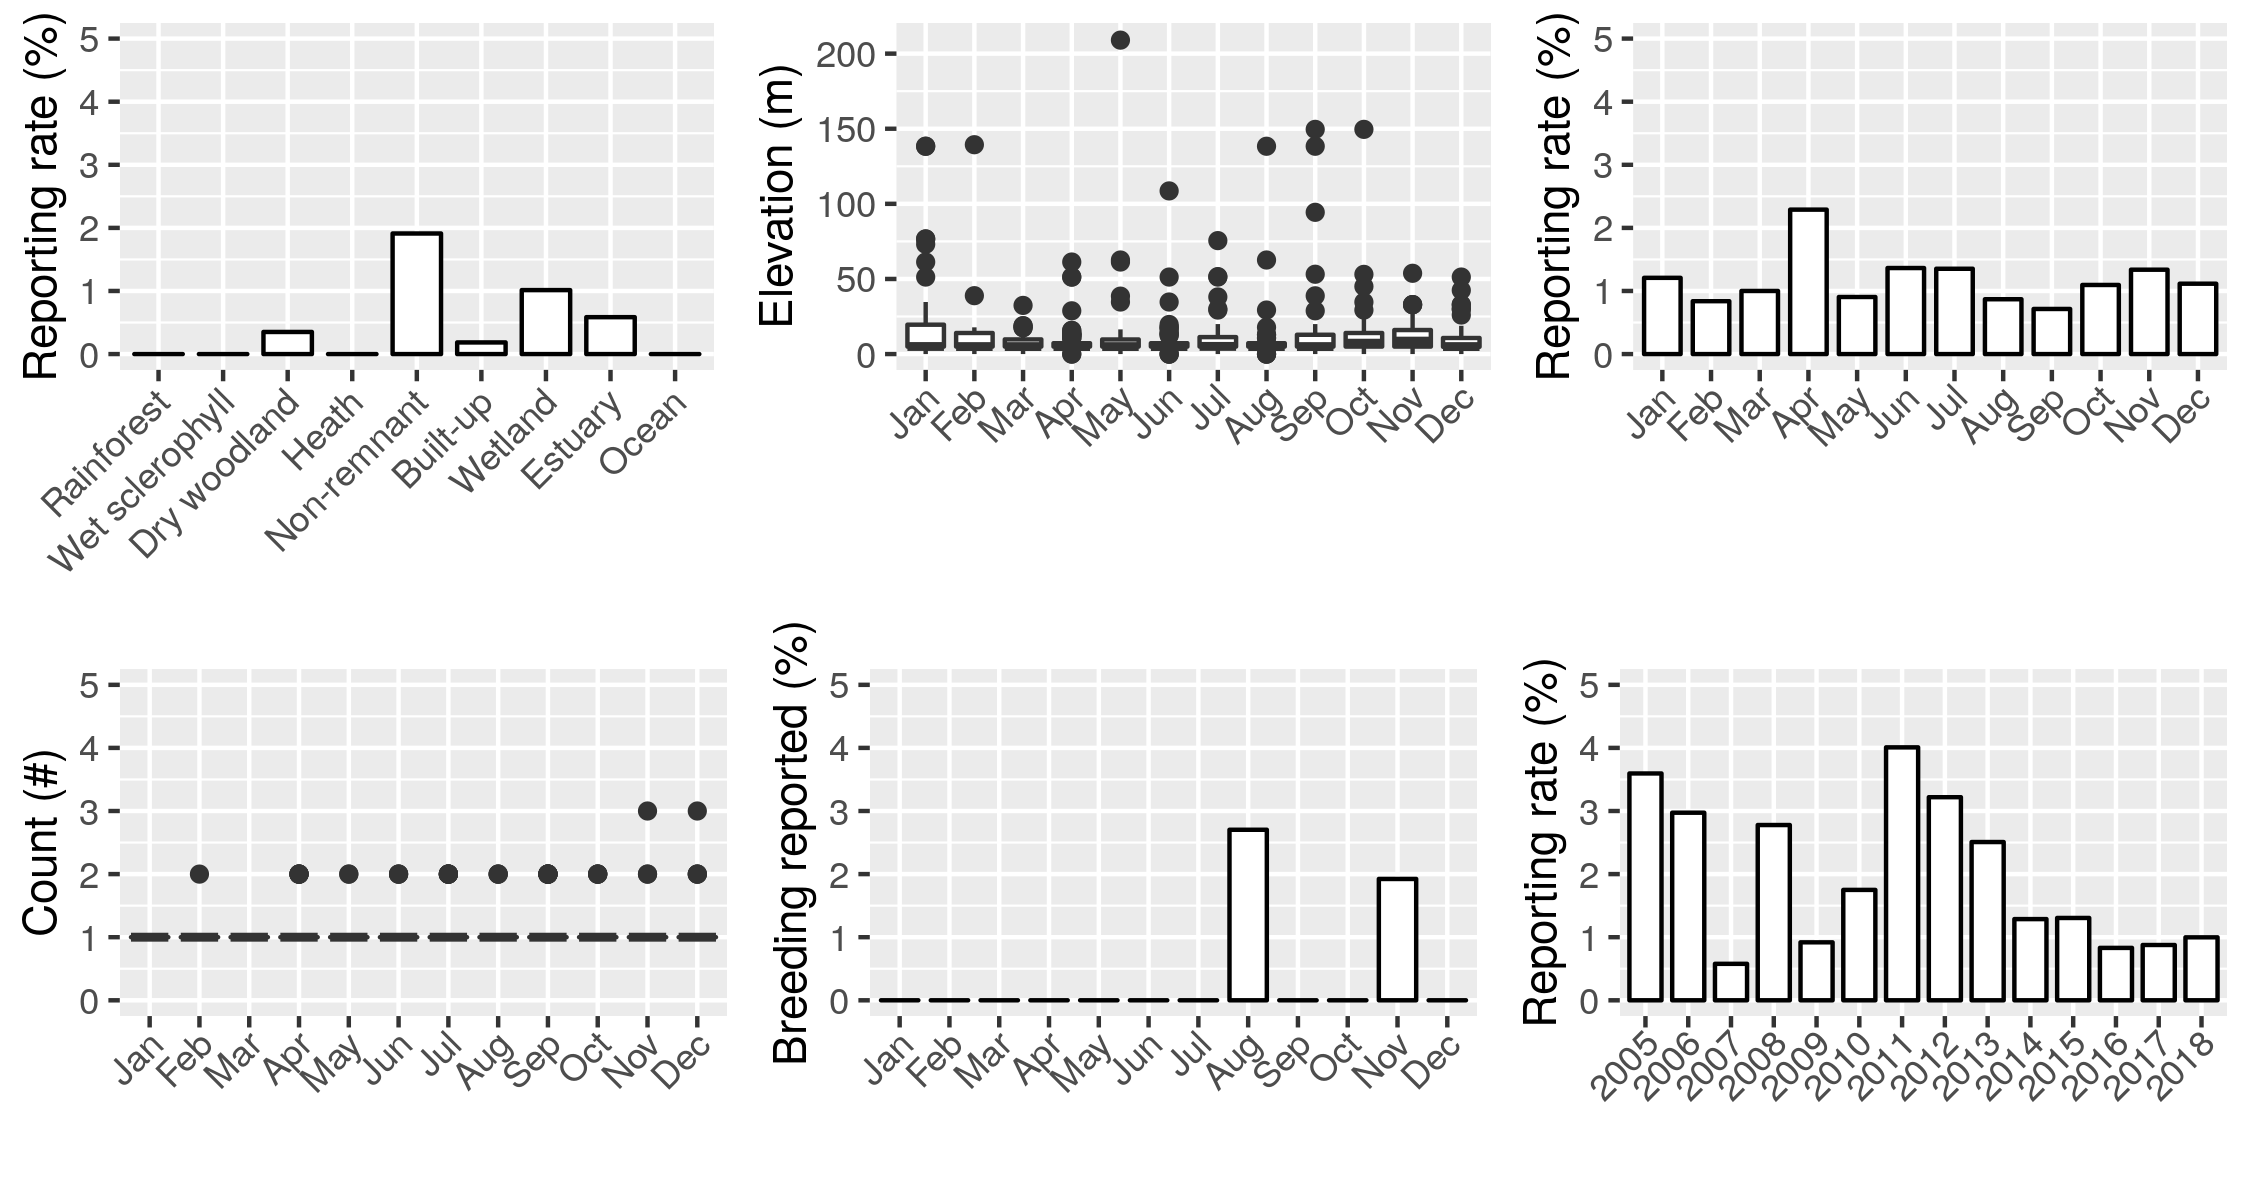 Reporting rate (%)
5
4
3
2
1
0
Rainforest
Wet sclerophyll
Dry woodland
Heath
Non-remnant
Built-up
Wetland
Estuary
Ocean
Elevation (m)
200
150
100
50
0
Jan
Feb
Mar
Apr
May
Jun
Jul
Aug
Sep
Oct
Nov
Dec
Reporting rate (%)
5
4
3
2
1
0
Jan
Feb
Mar
Apr
May
Jun
Jul
Aug
Sep
Oct
Nov
Dec
Count (#)
5
4
3
2
1
0
Jan
Feb
Mar
Apr
May
Jun
Jul
Aug
Sep
Oct
Nov
Dec
Breeding reported (%)
5
4
3
2
1
0
Jan
Feb
Mar
Apr
May
Jun
Jul
Aug
Sep
Oct
Nov
Dec
Reporting rate (%)
5
4
3
2
1
0
2005
2006
2007
2008
2009
2010
2011
2012
2013
2014
2015
2016
2017
2018